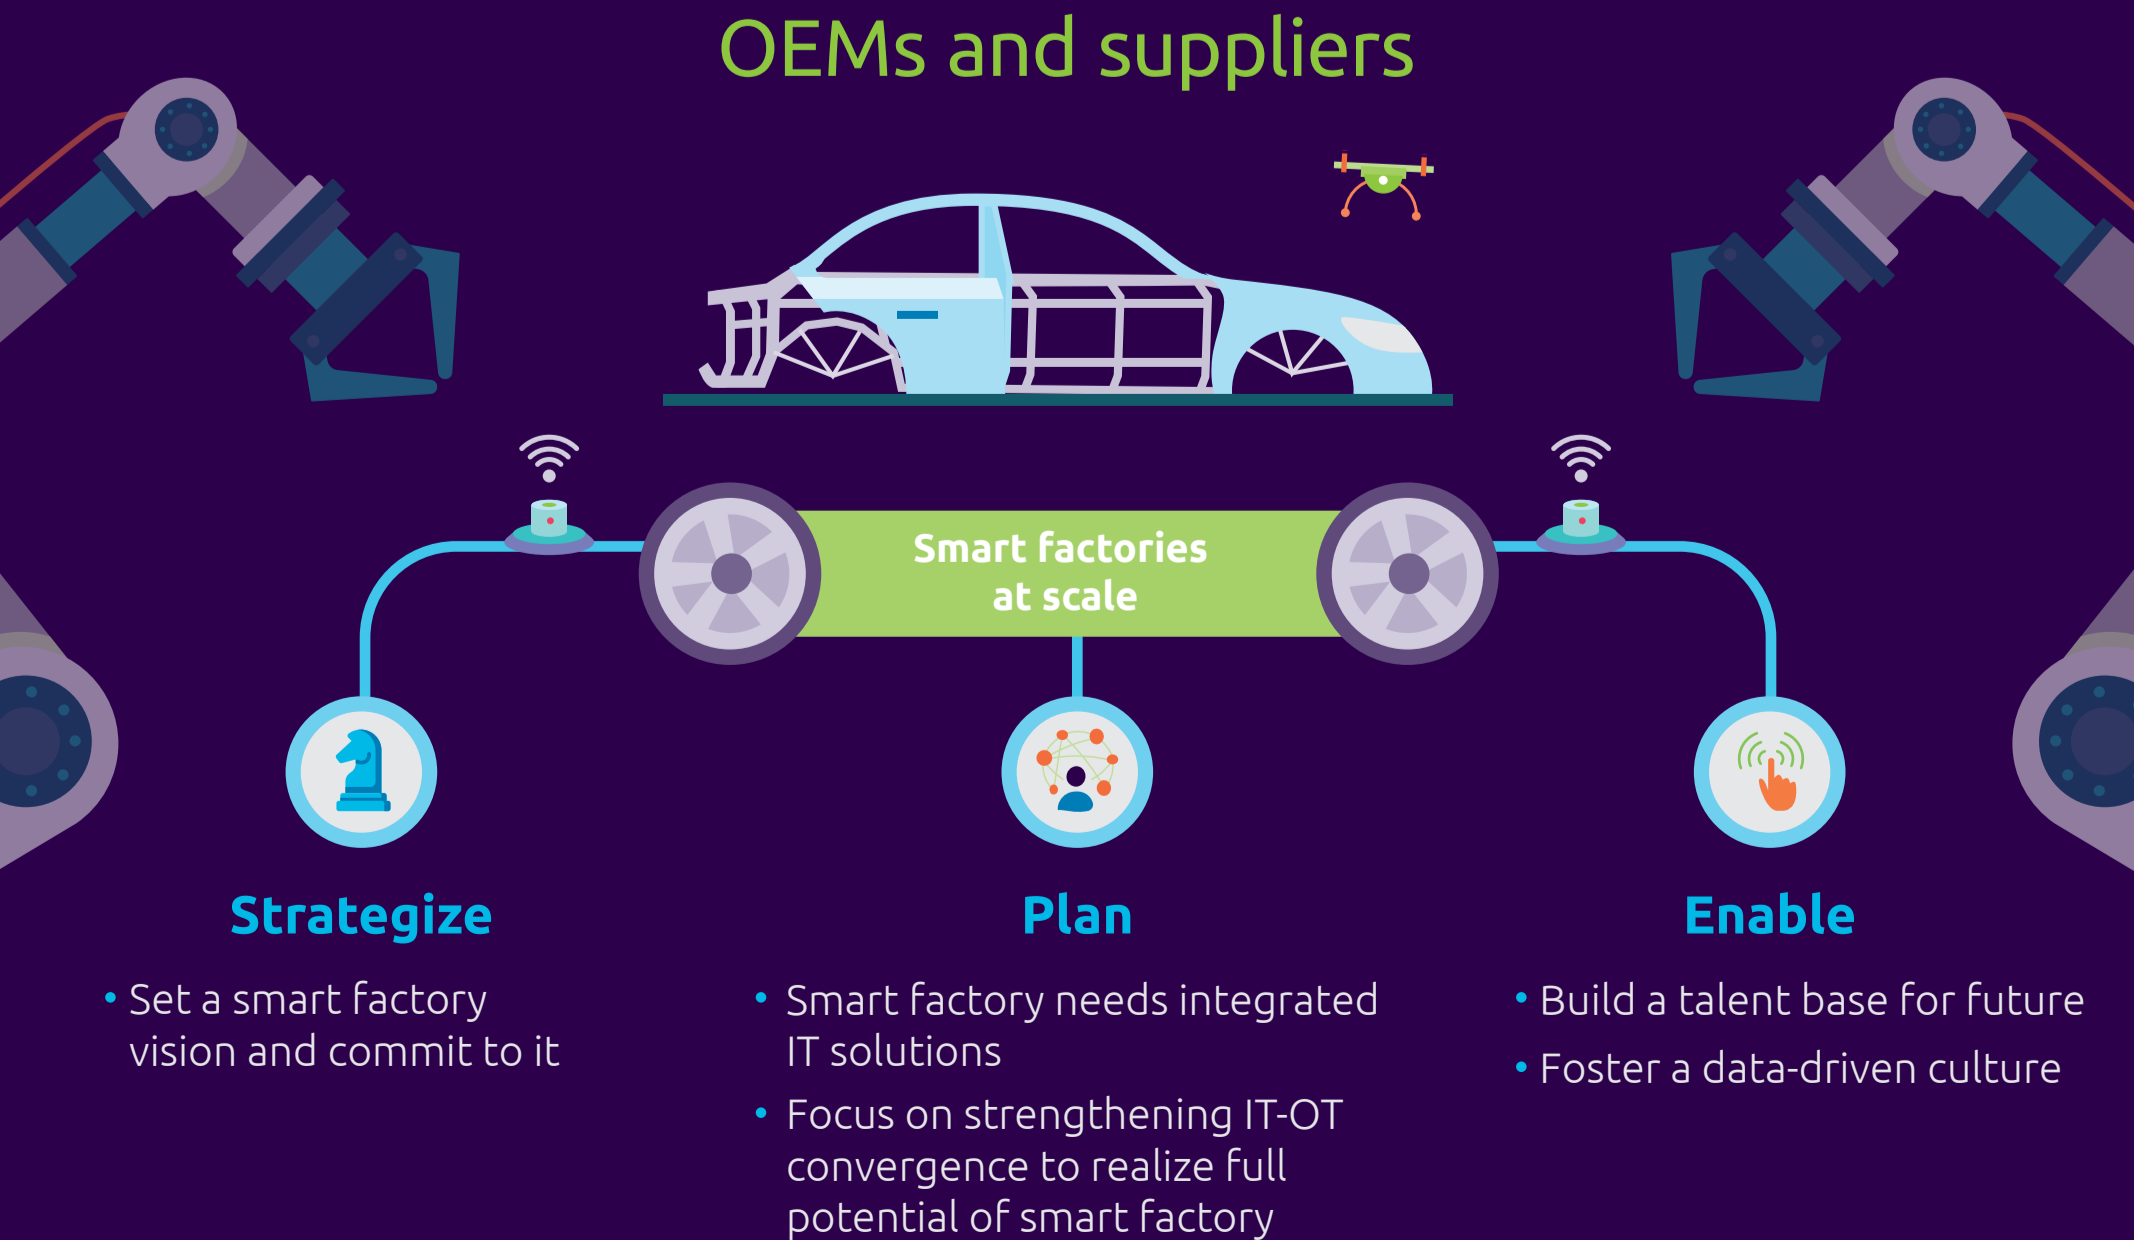 OEMs and suppliers
Smart factories
at scale
Strategize
• Set a smart factory
vision and commit to it
Plan
• Smart factory needs integrated
IT solutions
• Focus on strengthening IT-OT
convergence to realize full
potential of smart factory
Enable
• Build a talent base for future
• Foster a data-driven culture